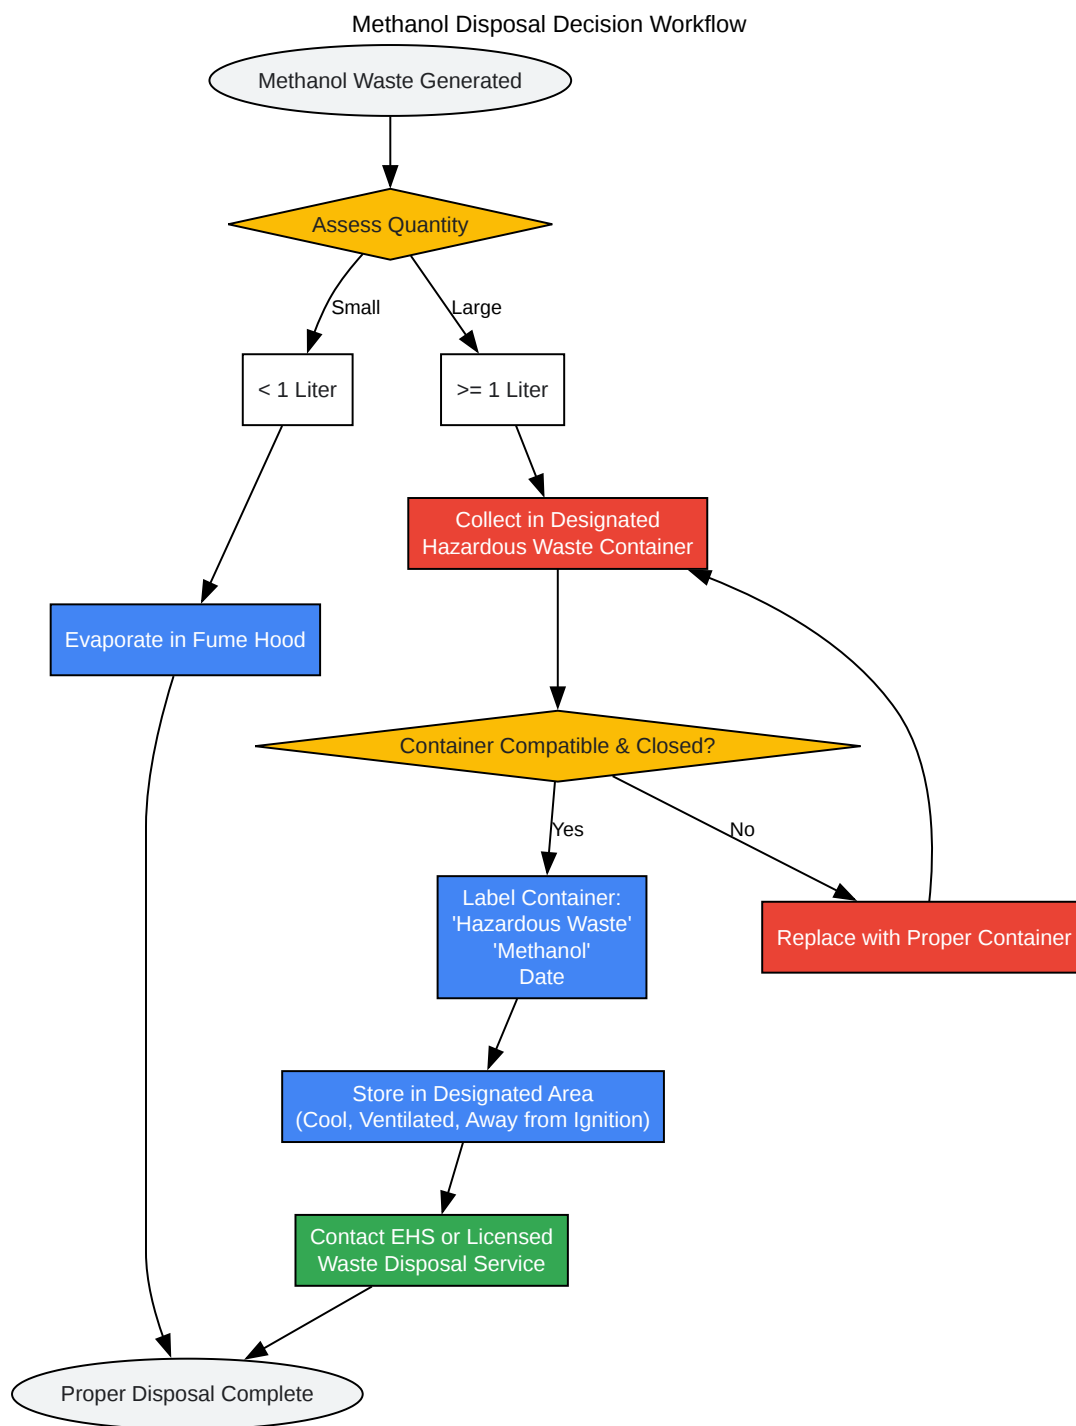 Methanol Disposal Decision Workflow
Methanol Waste Generated
Assess Quantity
Small
Large
< 1 Liter
>= 1 Liter
Collect in Designated
Hazardous Waste Container
Evaporate in Fume Hood
Container Compatible & Closed?
Yes
No
Label Container:
'Hazardous Waste'
'Methanol'
Date
Replace with Proper Container
Store in Designated Area
(Cool, Ventilated, Away from Ignition)
Contact EHS or Licensed
Waste Disposal Service
Proper Disposal Complete